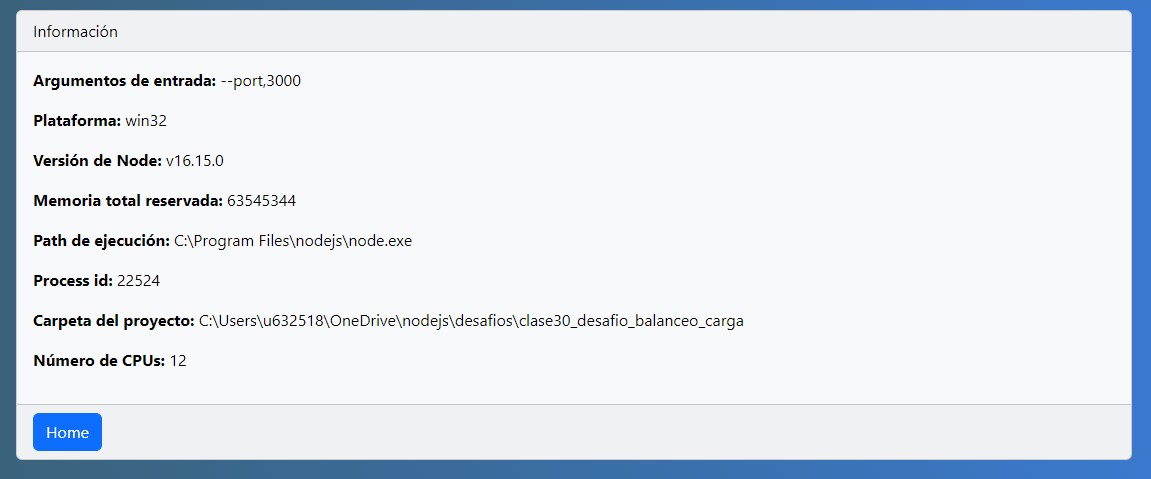 Información
Argumentos de entrada: --port,3000
Plataforma: win32
Versión de Node: v16.15.0
Memoria total reservada: 63545344
Path de ejecución: C:\Program Files\nodejs\node.exe
Process id: 22524
Carpeta del proyecto: C:\Users\u632518\OneDrive\nodejs\desafios\clase30_desafio_balanceo_carga
Número de CPUs: 12
Home